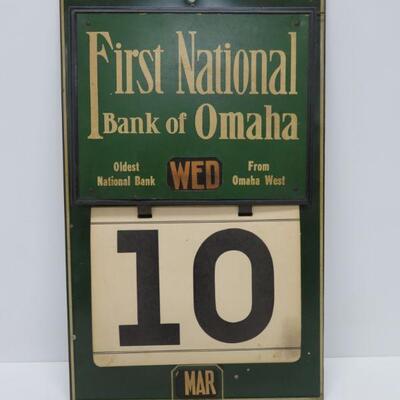 First National
Bank of Omaha
Oldest National Bank
WED
From Omaha West
10
MAR